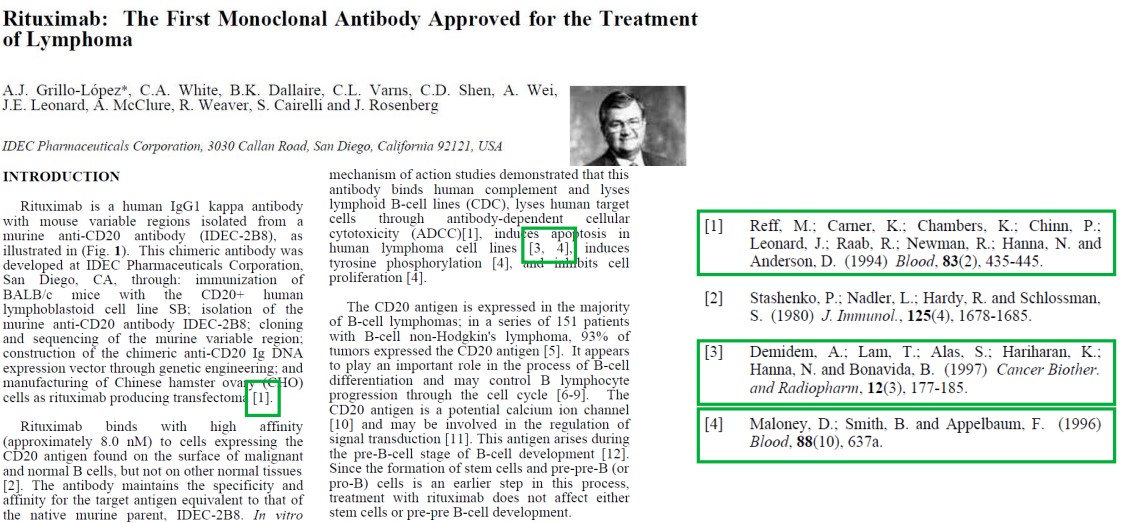 Rituximab: The First Monoclonal Antibody Approved for the Treatment
of Lymphoma
A.J. Grillo-López*, C.A. White, B.K. Dallaire, C.L. Varns, C.D. Shen, A. Wei,
J.E. Leonard, A. McClure, R. Weaver, S. Cairelli and J. Rosenberg
IDEC Pharmaceuticals Corporation, 3030 Callan Road, San Diego, California 92121, USA
INTRODUCTION
Rituximab is a human IgG1 kappa antibody
with mouse variable regions isolated from a
murine anti-CD20 antibody (IDEC-2B8), as
illustrated in (Fig. 1). This chimeric antibody was
developed at IDEC Pharmaceuticals Corporation,
San Diego, CA, through: immunization of
BALB/c mice with the CD20+ human
lymphoblastoid cell line SB; isolation of the
murine anti-CD20 antibody IDEC-2B8; cloning
and sequencing of the murine variable region;
construction of the chimeric anti-CD20 Ig DNA
expression vector through genetic engineering; and
manufacturing of Chinese hamster ovary (CHO)
cells as rituximab producing transfectoma [1].
Rituximab binds with high affinity
(approximately 8.0 nM) to cells expressing the
CD20 antigen found on the surface of malignant
and normal B cells, but not on other normal tissues
[2]. The antibody maintains the specificity and
affinity for the target antigen equivalent to that of
the native murine parent, IDEC-2B8. In vitro
mechanism of action studies demonstrated that this
antibody binds human complement and lyses
lymphoid B-cell lines (CDC), lyses human target
cells through antibody-dependent cellular
cytotoxicity (ADCC)[1], induces apoptosis in
human lymphoma cell lines [3, 4], induces
tyrosine phosphorylation [4], and inhibits cell
proliferation [4].
The CD20 antigen is expressed in the majority
of B-cell lymphomas; in a series of 151 patients
with B-cell non-Hodgkin's lymphoma, 93% of
tumors expressed the CD20 antigen [5]. It appears
to play an important role in the process of B-cell
differentiation and may control B lymphocyte
progression through the cell cycle [6-9]. The
CD20 antigen is a potential calcium ion channel
[10] and may be involved in the regulation of
signal transduction [11]. This antigen arises during
the pre-B-cell stage of B-cell development [12].
Since the formation of stem cells and pre-pre-B (or
pro-B) cells is an earlier step in this process,
treatment with rituximab does not affect either
stem cells or pre-pre B-cell development.
[1] Reff, M.; Carner, K.; Chambers, K.; Chinn, P.;
Leonard, J.; Raab, R.; Newman, R.; Hanna, N. and
Anderson, D. (1994) Blood, 83(2), 435-445.
[2] Stashenko, P.; Nadler, L.; Hardy, R. and Schlossman,
S. (1980) J. Immunol., 125(4), 1678-1685.
[3] Demidem, A.; Lam, T.; Alas, S.; Hariharan, K.;
Hanna, N. and Bonavida, B. (1997) Cancer Biother.
and Radiopharm, 12(3), 177-185.
[4] Maloney, D.; Smith, B. and Appelbaum, F. (1996)
Blood, 88(10), 637a.